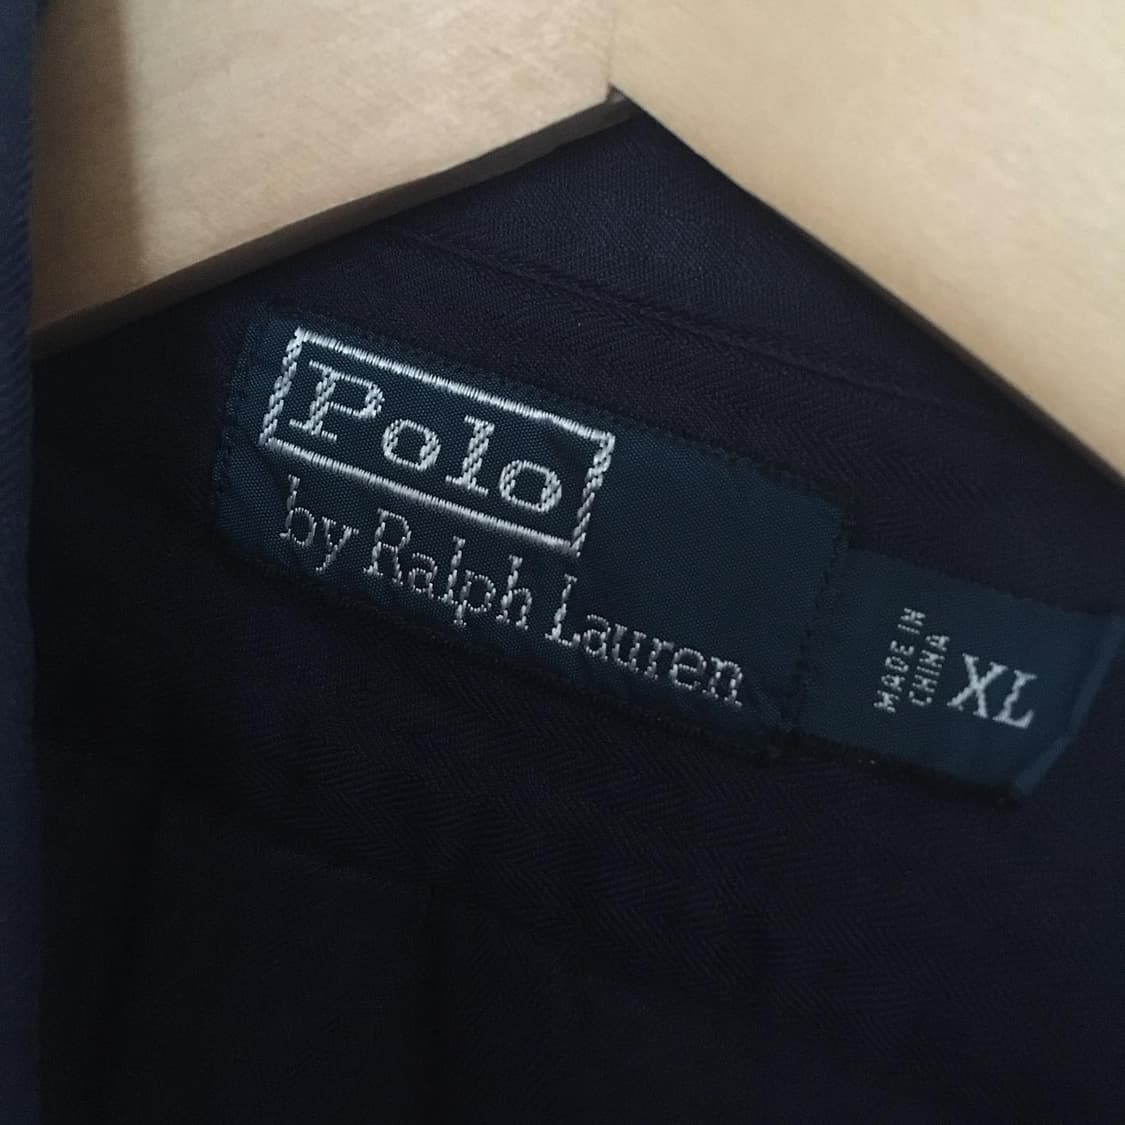 Polo
by Ralph Lauren
MADE IN
CHINA
XL